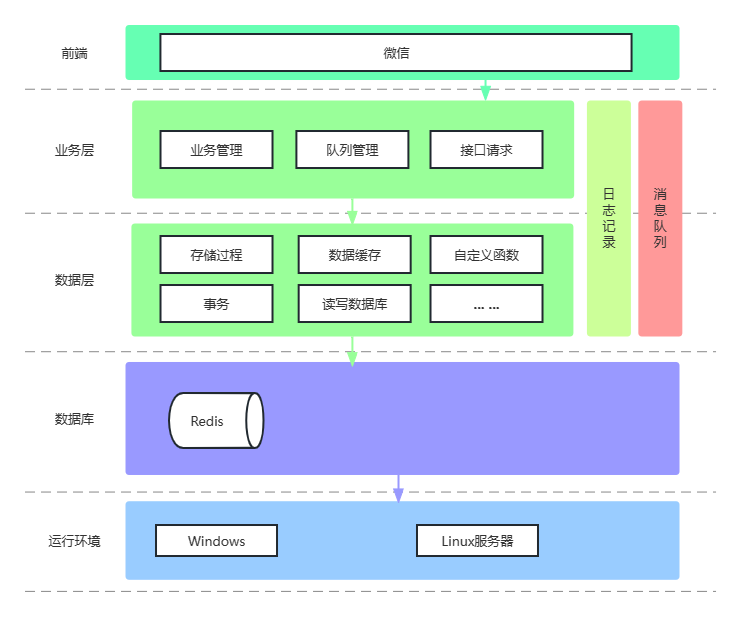 前端
微信
业务层
业务管理
队列管理
接口请求
日志记录
消息队列
数据层
存储过程
数据缓存
自定义函数
事务
读写数据库
... ...
数据库
Redis
运行环境
Windows
Linux服务器